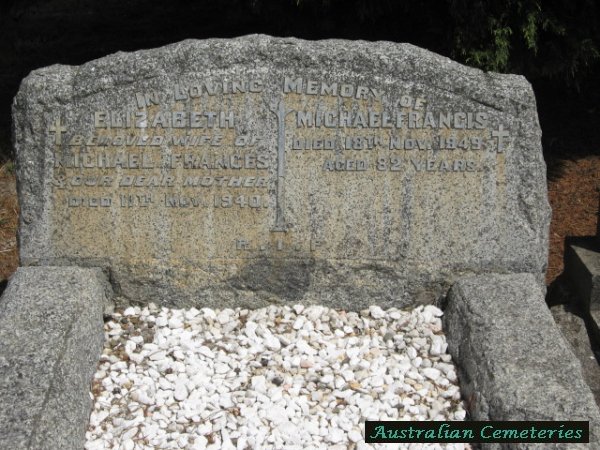 IN LOVING MEMORY OF
ELIZABETH
BELOVED WIFE OF
MICHAEL FRANCES
& OUR DEAR MOTHER
DIED 11TH NOV. 1940.
MICHAEL FRANCIS
DIED 18TH NOV. 1949.
AGED 82 YEARS.
R.I.P
Australian Cemeteries